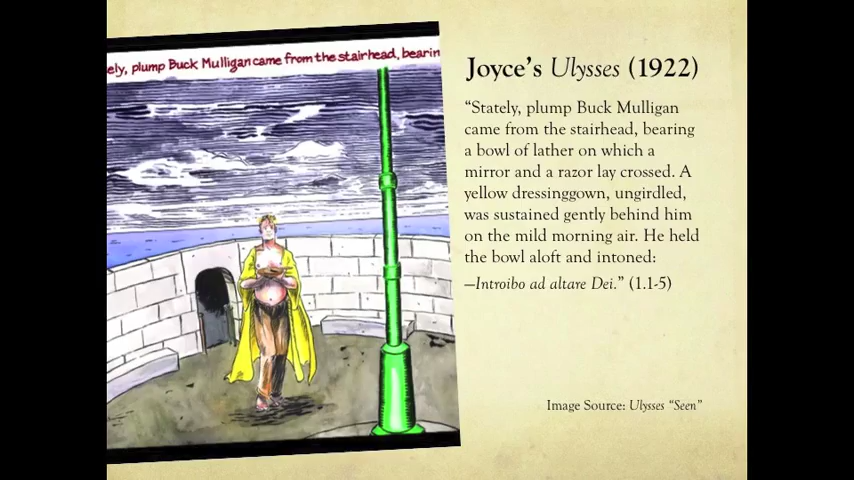 ely, plump Buck Mulligan came from the stairhead, bearin
Joyce's Ulysses (1922)
“Stately, plump Buck Mulligan
came from the stairhead, bearing
a bowl of lather on which a
mirror and a razor lay crossed. A
yellow dressinggown, ungirdled,
was sustained gently behind him
on the mild morning air. He held
the bowl aloft and intoned:
—Introibo ad altare Dei.” (1.1-5)
Image Source: Ulysses “Seen”